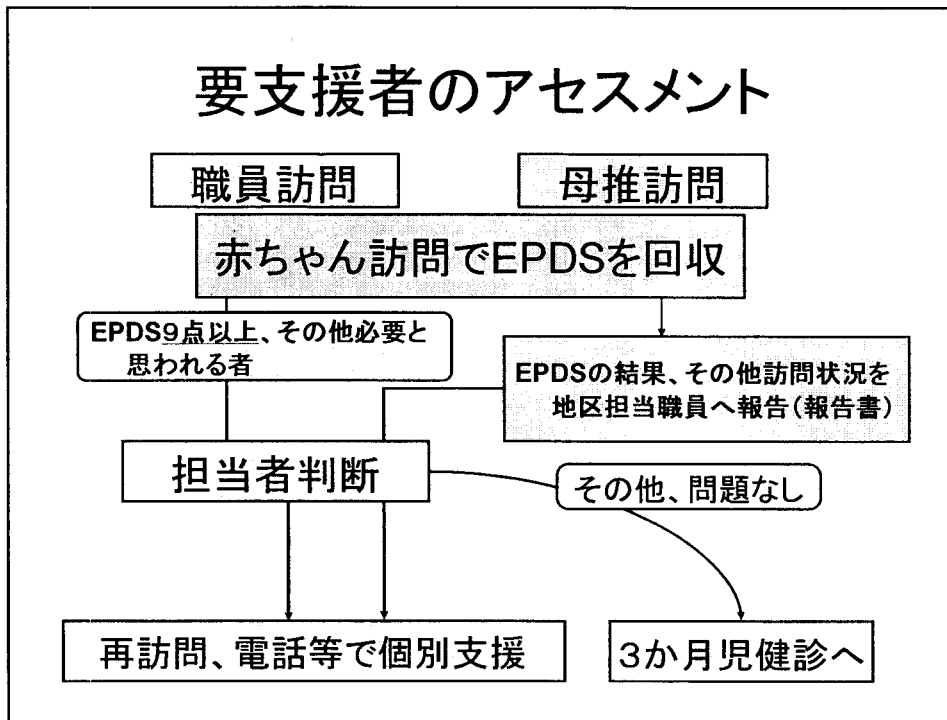 要支援者のアセスメント
職員訪問
母推訪問
赤ちゃん訪問でEPDSを回収
EPDS9点以上、その他必要と
思われる者
EPDSの結果、その他訪問状況を
地区担当職員へ報告(報告書)
担当者判断
その他、問題なし
再訪問、電話等で個別支援
3か月児健診へ